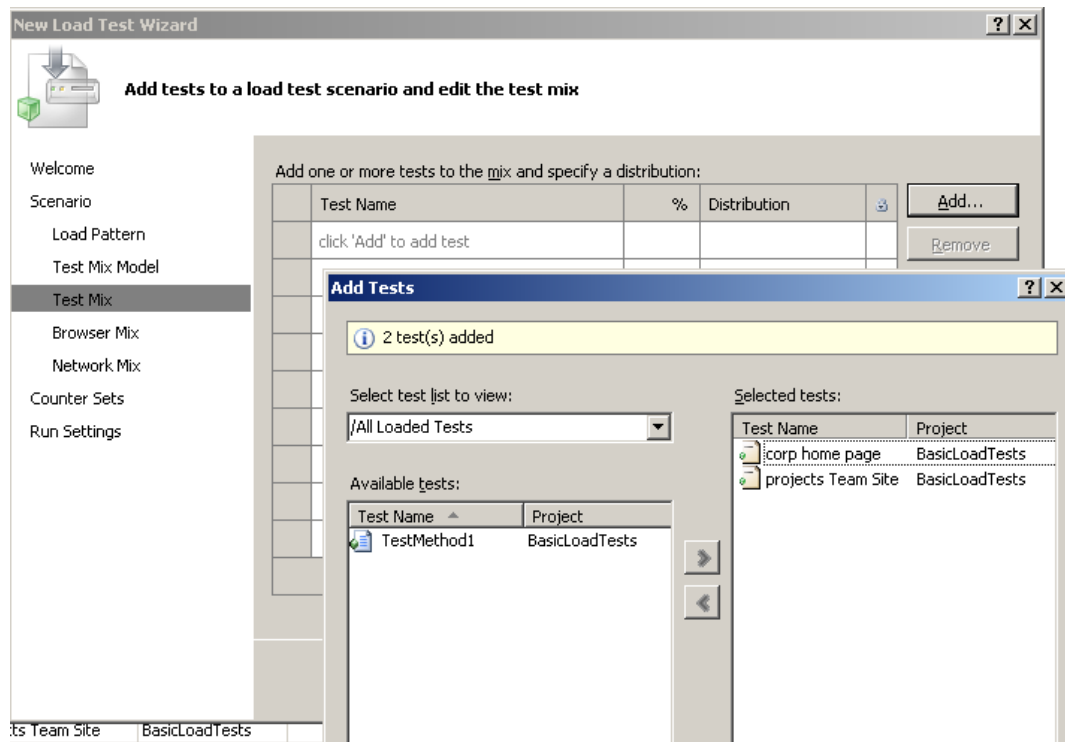 New Load Test Wizard
Add tests to a load test scenario and edit the test mix
Welcome
Scenario
Load Pattern
Test Mix Model
Test Mix
Browser Mix
Network Mix
Counter Sets
Run Settings
Add one or more tests to the mix and specify a distribution:
Test Name % Distribution
click 'Add' to add test
Add...
Remove
Add Tests
2 test(s) added
Select test list to view:
/All Loaded Tests
Available tests:
Test Name Project
TestMethod1 BasicLoadTests
Selected tests:
Test Name Project
corp home page BasicLoadTests
projects Team Site BasicLoadTests
ts Team Site BasicLoadTests